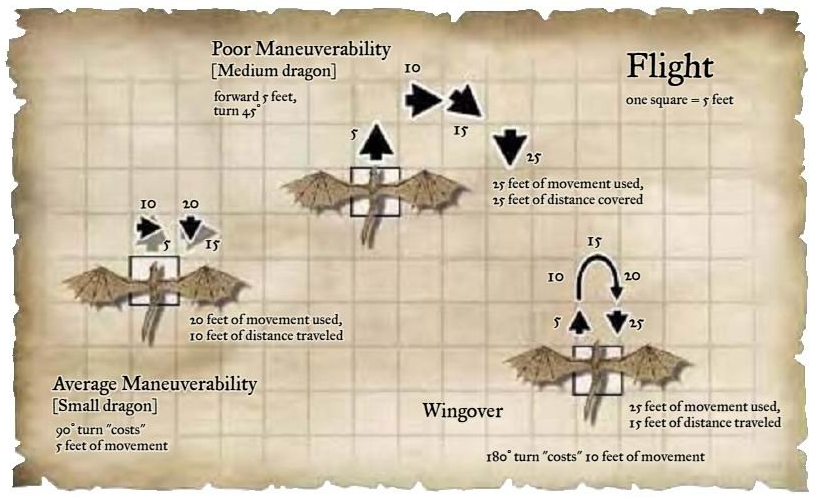 Poor Maneuverability
[Medium dragon]
forward 5 feet,
turn 45°
Flight
one square = 5 feet
5
10
15
25
25 feet of movement used,
25 feet of distance covered
10
20
5
15
20 feet of movement used,
10 feet of distance traveled
Average Maneuverability
[Small dragon]
90° turn "costs"
5 feet of movement
15
10
20
5
25
25 feet of movement used,
15 feet of distance traveled
Wingover
180° turn "costs" 10 feet of movement